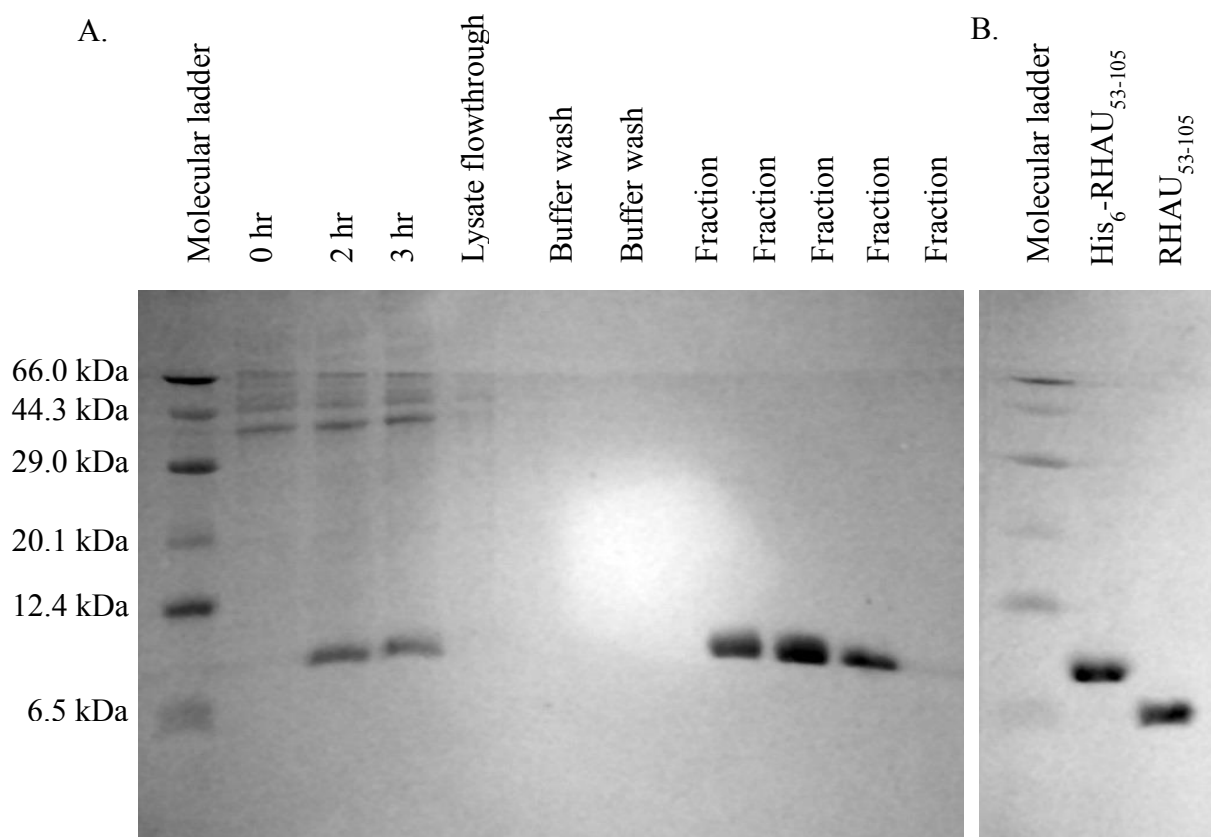 A.
Molecular ladder
0 hr
2 hr
3 hr
Lysate flowthrough
Buffer wash
Buffer wash
Fraction
Fraction
Fraction
Fraction
Fraction
B.
Molecular ladder
His₆-RHAU₅₃₋₁₀₅
RHAU₅₃₋₁₀₅
66.0 kDa
44.3 kDa
29.0 kDa
20.1 kDa
12.4 kDa
6.5 kDa